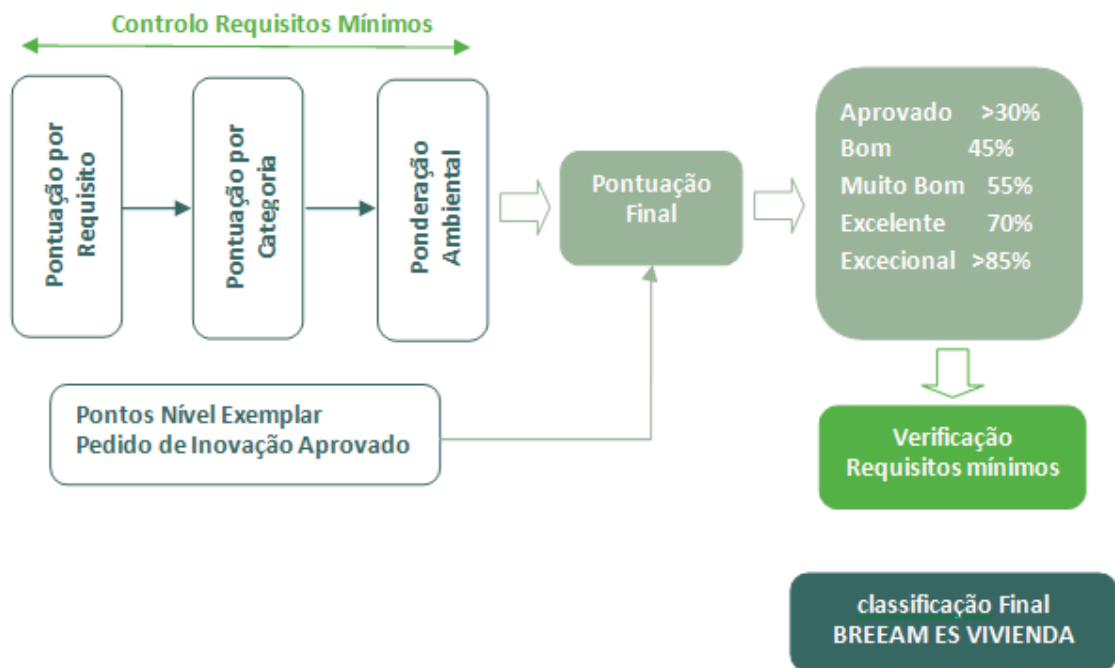 Controlo Requisitos Mínimos
Pontuação por
Requisito
Pontuação por
Categoria
Ponderação
Ambiental
Pontuação
Final
Aprovado >30%
Bom 45%
Muito Bom 55%
Excelente 70%
Excecional >85%
Pontos Nível Exemplar
Pedido de Inovação Aprovado
Verificação
Requisitos mínimos
classificação Final
BREEAM ES VIVIENDA